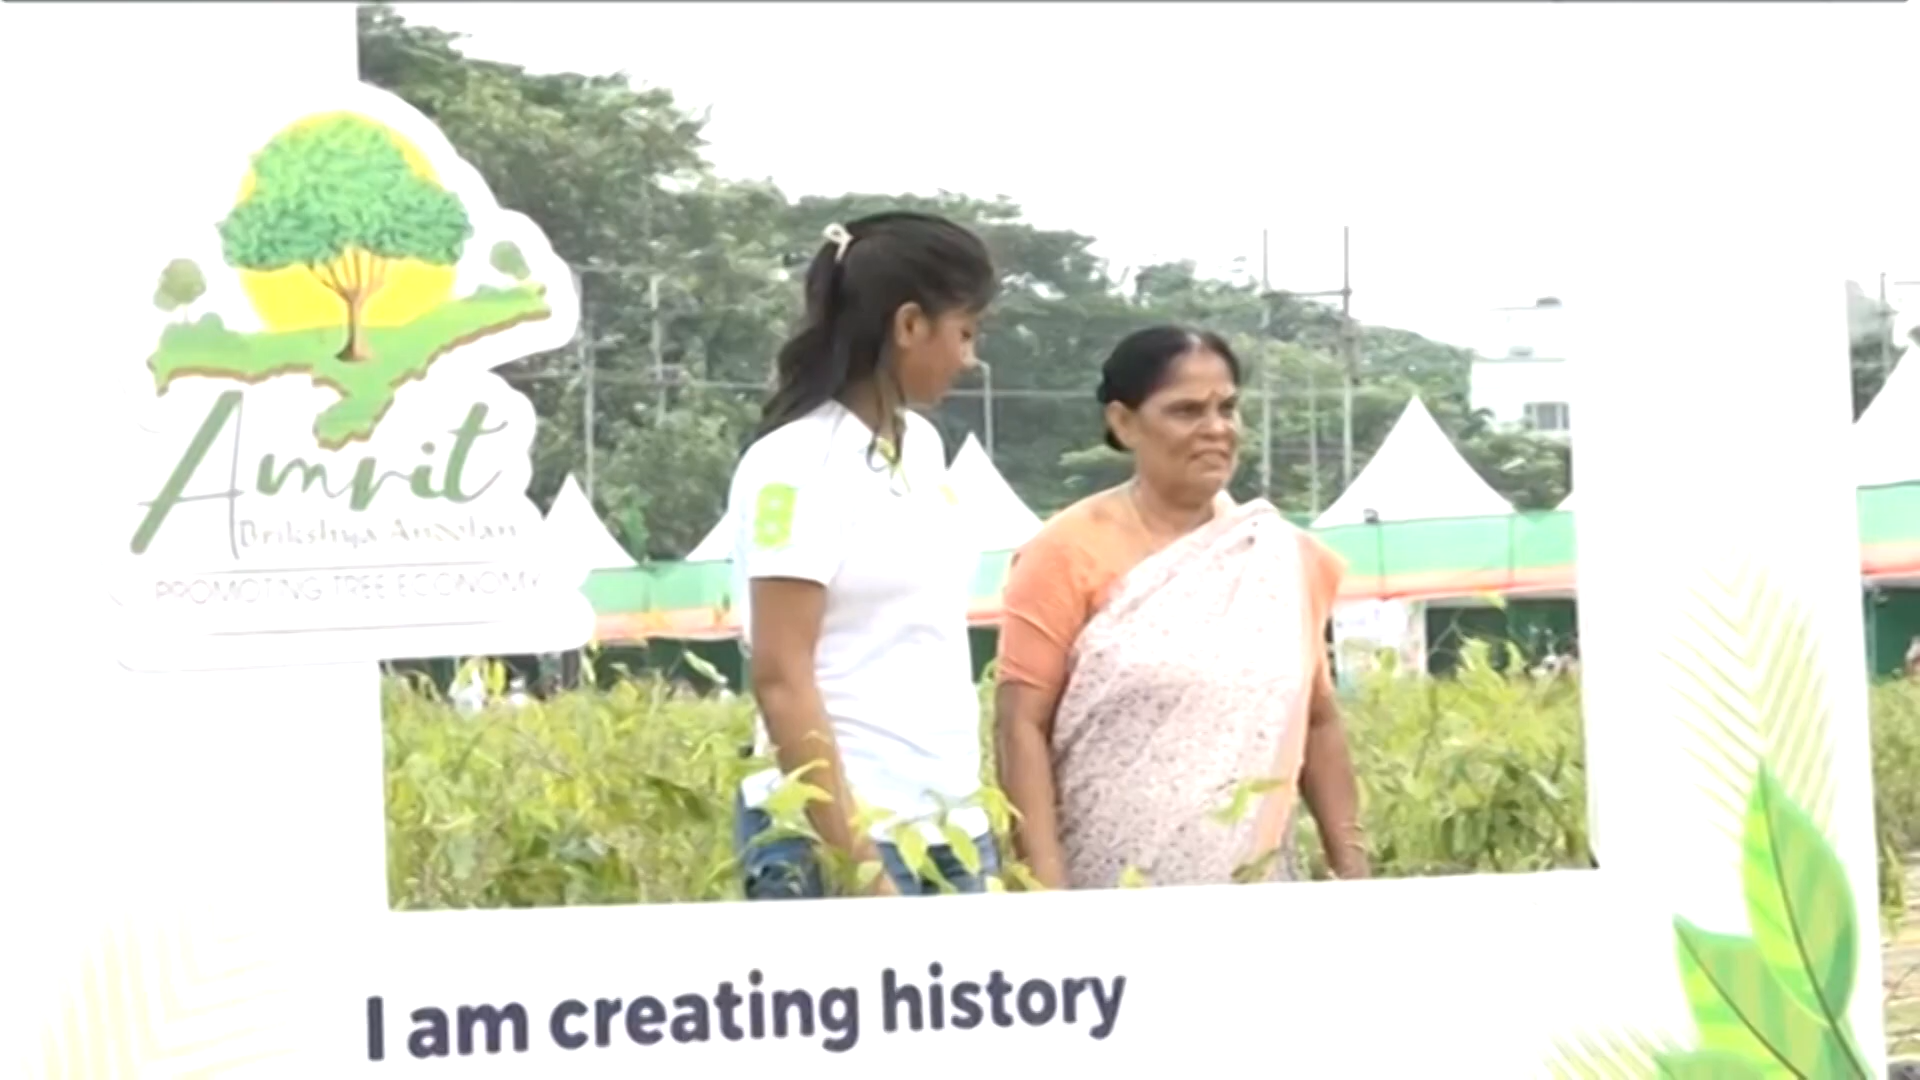 Amrit
Brikshya Andolan
PROMOTING TREE ECONOMY
I am creating history